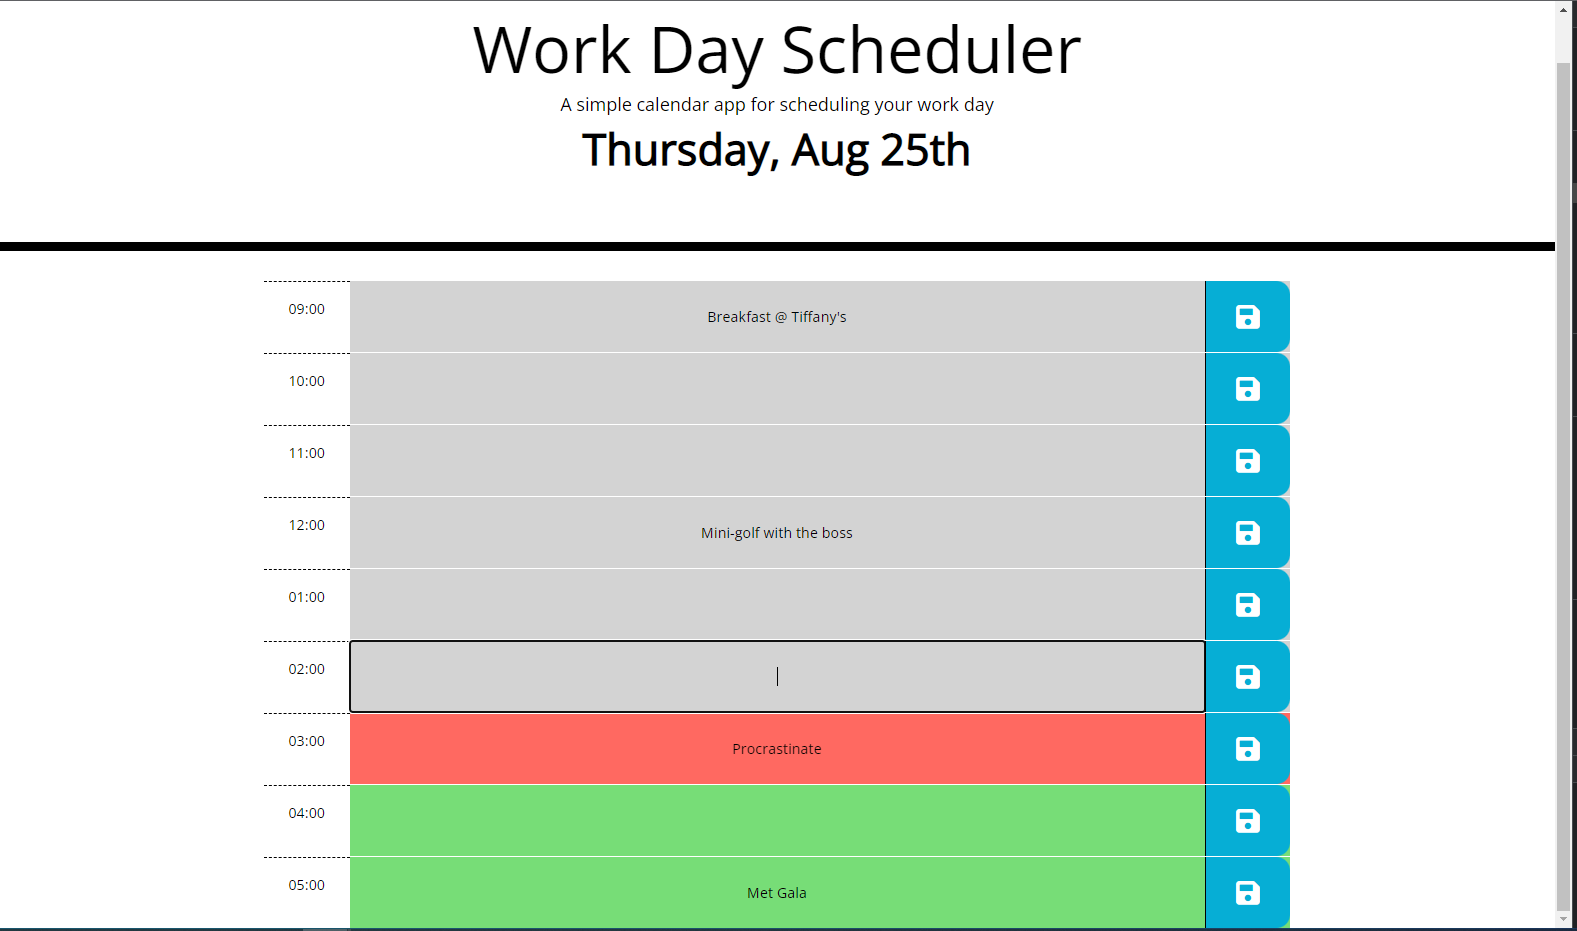 Work Day Scheduler
A simple calendar app for scheduling your work day
Thursday, Aug 25th
09:00 Breakfast @ Tiffany's
10:00
11:00
12:00 Mini-golf with the boss
01:00
02:00
03:00 Procrastinate
04:00
05:00 Met Gala